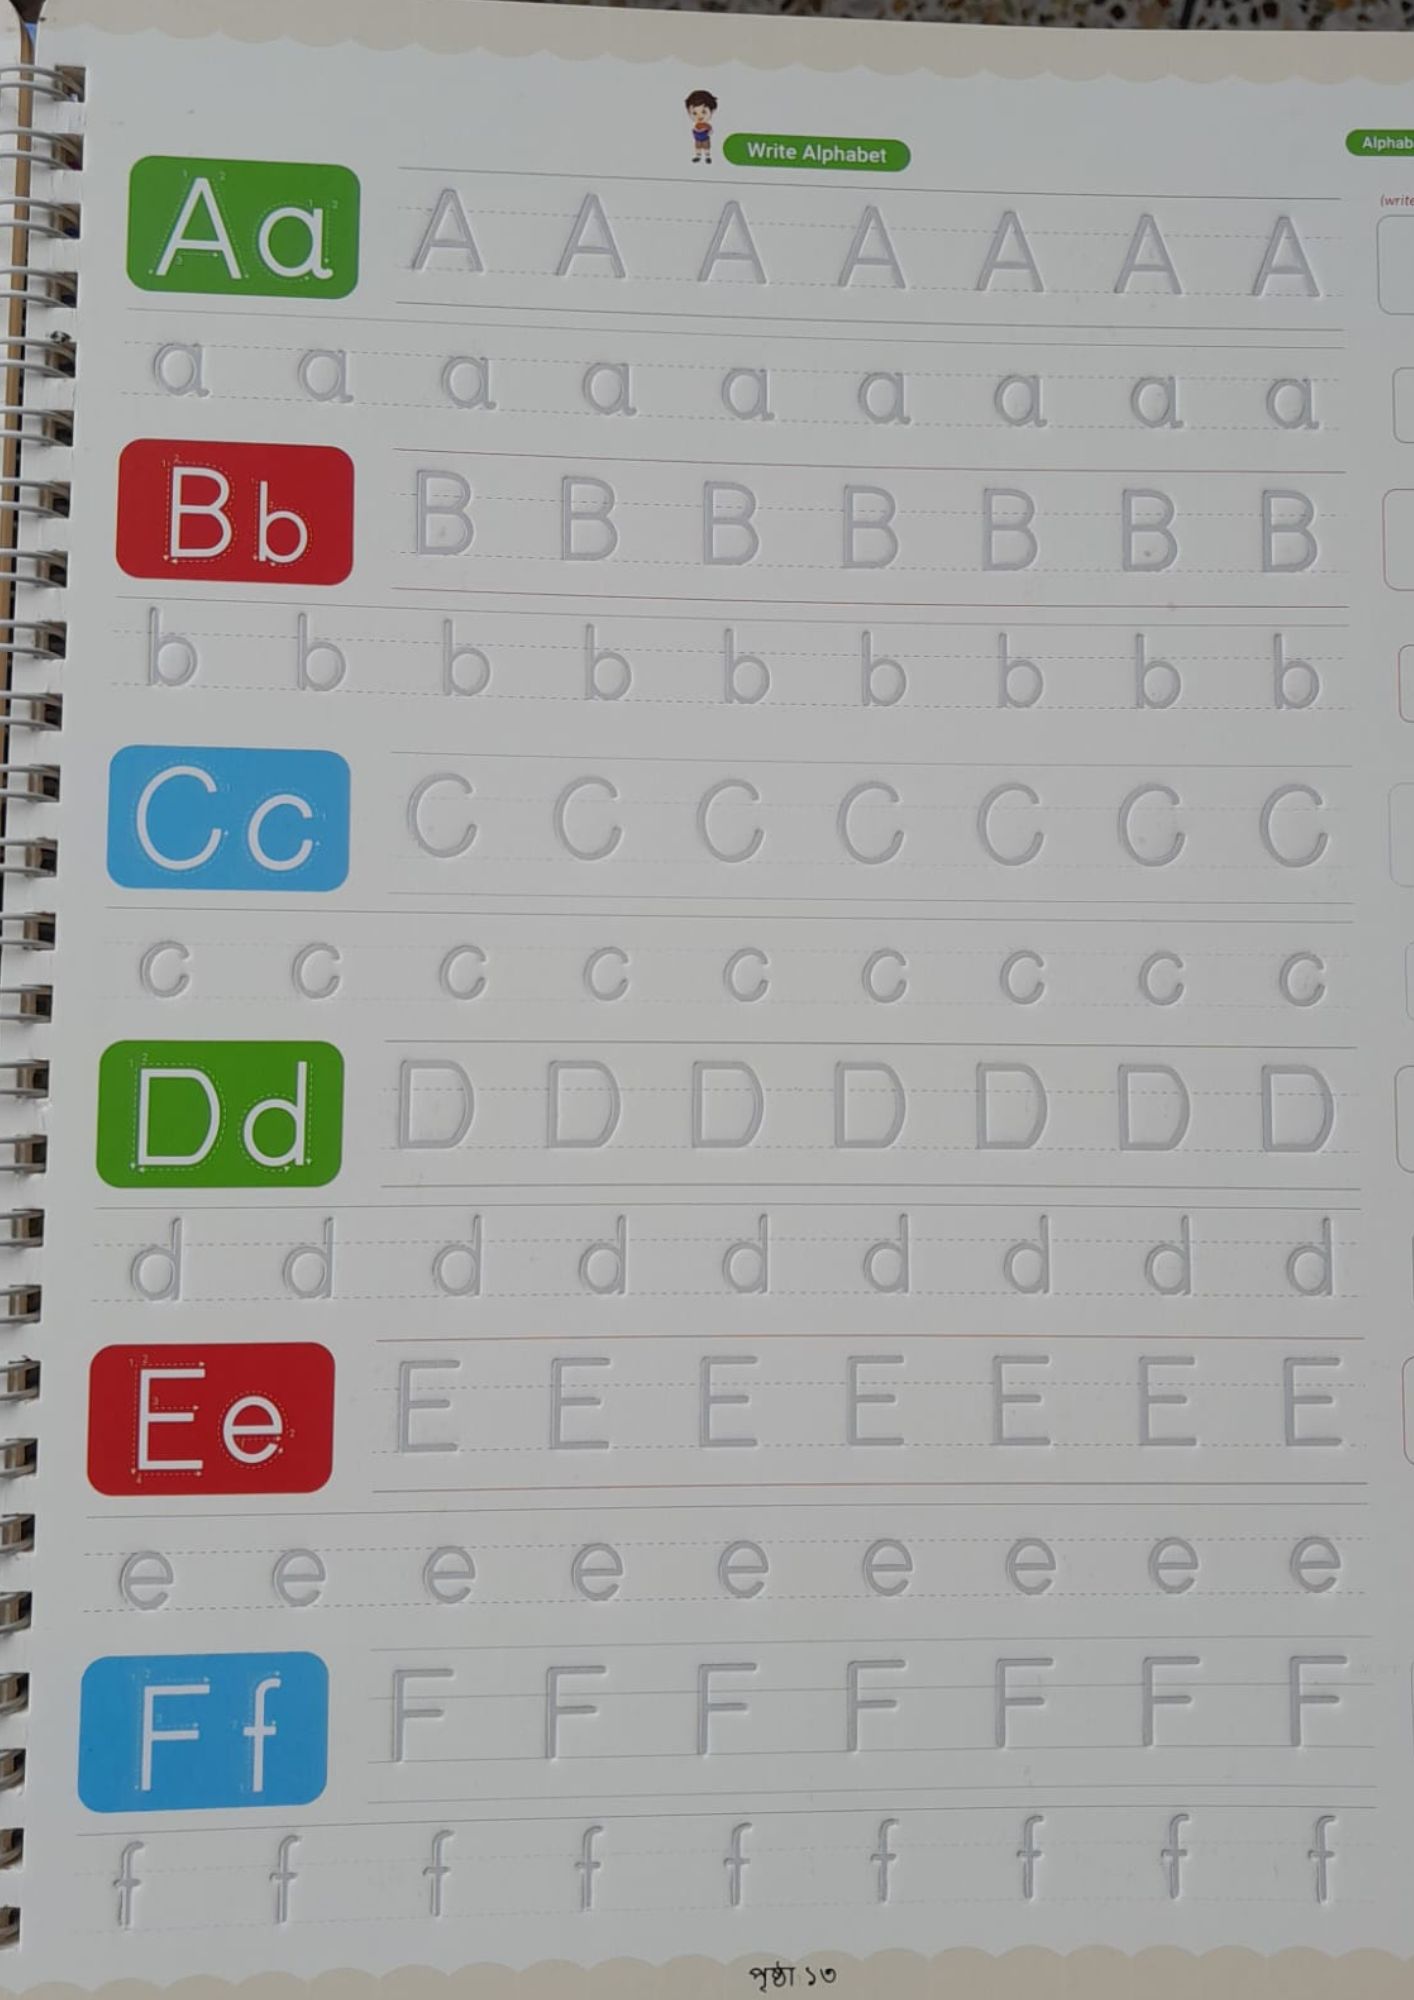 Write Alphabet
Alphab
(write
Aa A A A A A A A
a a a a a a a a a
Bb B B B B B B B
b b b b b b b b b
Cc C C C C C C C
c c c c c c c c c
Dd D D D D D D D
d d d d d d d d d
Ee E E E E E E E
e e e e e e e e e
Ff F F F F F F F
f f f f f f f f f
পৃষ্ঠা ১৩